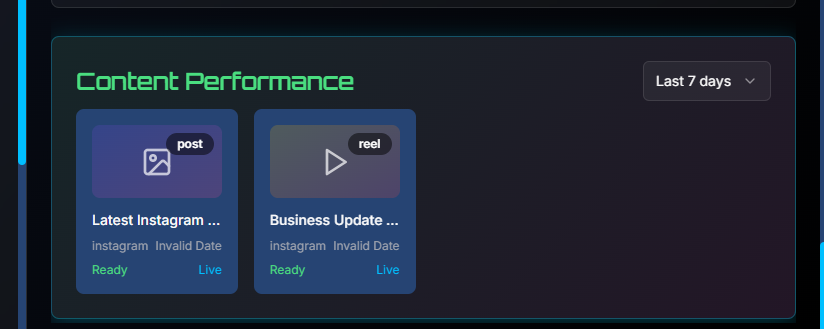 Content Performance
Last 7 days
post
reel
Latest Instagram ...
Business Update ...
instagram Invalid Date
instagram Invalid Date
Ready Live
Ready Live